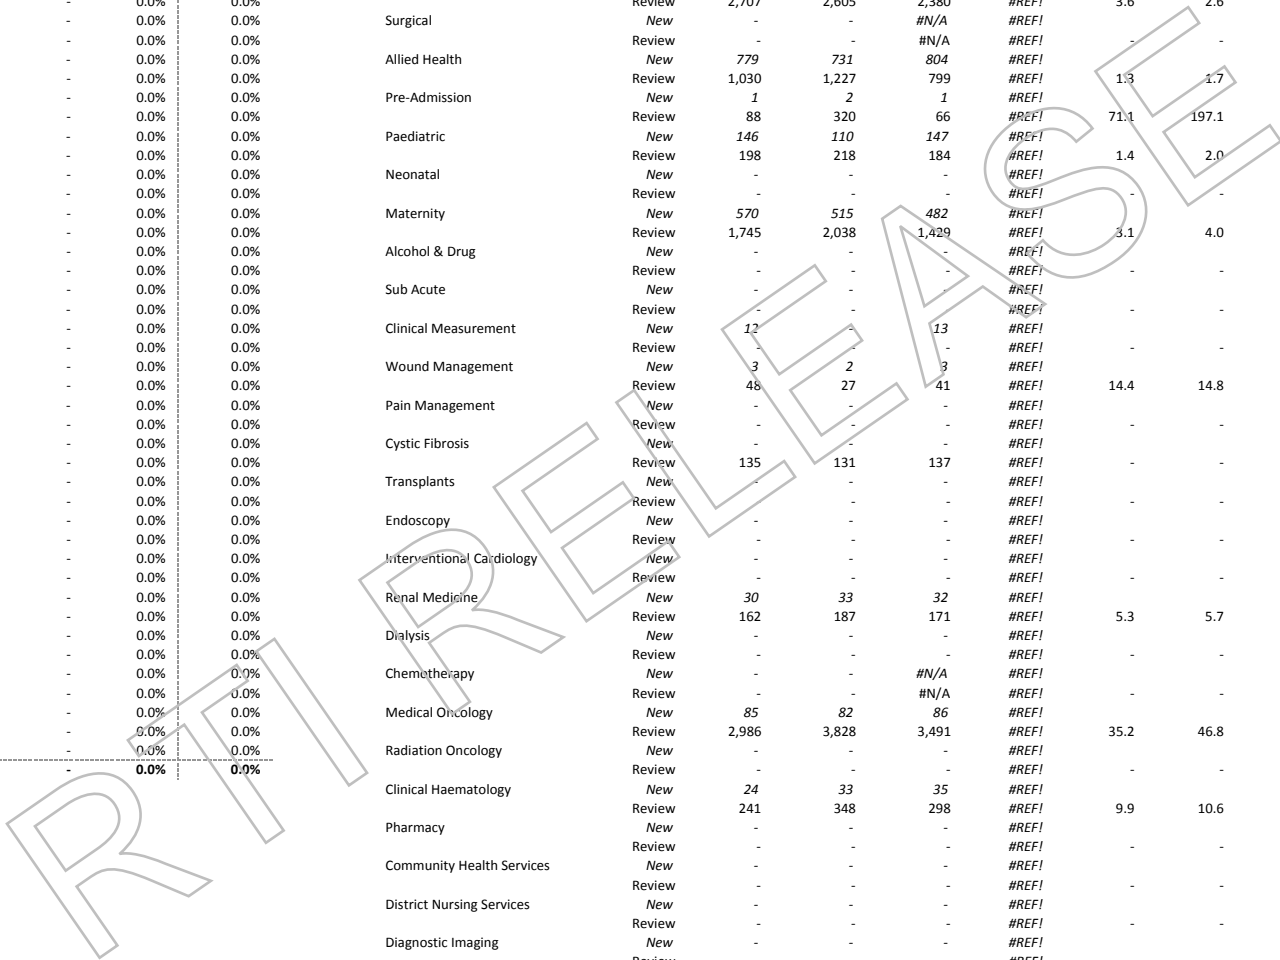 - 0.0% 0.0% Review 2,707 2,605 2,380 #REF! 3.6 2.6
- 0.0% 0.0% Surgical New - - #N/A #REF!
- 0.0% 0.0% Review - - #N/A #REF! - -
- 0.0% 0.0% Allied Health New 779 731 804 #REF!
- 0.0% 0.0% Review 1,030 1,227 799 #REF! 1.3 1.7
- 0.0% 0.0% Pre-Admission New 1 2 1 #REF!
- 0.0% 0.0% Review 88 320 66 #REF! 71.1 197.1
- 0.0% 0.0% Paediatric New 146 110 147 #REF!
- 0.0% 0.0% Review 198 218 184 #REF! 1.4 2.0
- 0.0% 0.0% Neonatal New - - - #REF!
- 0.0% 0.0% Review - - - #REF! - -
- 0.0% 0.0% Maternity New 570 515 482 #REF!
- 0.0% 0.0% Review 1,745 2,038 1,429 #REF! 3.1 4.0
- 0.0% 0.0% Alcohol & Drug New - - - #REF!
- 0.0% 0.0% Review - - - #REF! - -
- 0.0% 0.0% Sub Acute New - - - #REF!
- 0.0% 0.0% Review - - - #REF! - -
- 0.0% 0.0% Clinical Measurement New 12 - 13 #REF!
- 0.0% 0.0% Review - - - #REF! - -
- 0.0% 0.0% Wound Management New 3 2 3 #REF!
- 0.0% 0.0% Review 48 27 41 #REF! 14.4 14.8
- 0.0% 0.0% Pain Management New - - - #REF!
- 0.0% 0.0% Review - - - #REF! - -
- 0.0% 0.0% Cystic Fibrosis New - - - #REF!
- 0.0% 0.0% Review 135 131 137 #REF! - -
- 0.0% 0.0% Transplants New - - - #REF!
- 0.0% 0.0% Review - - - #REF! - -
- 0.0% 0.0% Endoscopy New - - - #REF!
- 0.0% 0.0% Review - - - #REF! - -
- 0.0% 0.0% Interventional Cardiology New - - - #REF!
- 0.0% 0.0% Review - - - #REF! - -
- 0.0% 0.0% Renal Medicine New 30 33 32 #REF!
- 0.0% 0.0% Review 162 187 171 #REF! 5.3 5.7
- 0.0% 0.0% Dialysis New - - - #REF!
- 0.0% 0.0% Review - - - #REF! - -
- 0.0% 0.0% Chemotherapy New - - #N/A #REF!
- 0.0% 0.0% Review - - #N/A #REF! - -
- 0.0% 0.0% Medical Oncology New 85 82 86 #REF!
- 0.0% 0.0% Review 2,986 3,828 3,491 #REF! 35.2 46.8
- 0.0% 0.0% Radiation Oncology New - - - #REF!
- 0.0% 0.0% Review - - - #REF! - -
Clinical Haematology New 24 33 35 #REF!
Review 241 348 298 #REF! 9.9 10.6
Pharmacy New - - - #REF!
Review - - - #REF! - -
Community Health Services New - - - #REF!
Review - - - #REF! - -
District Nursing Services New - - - #REF!
Review - - - #REF! - -
Diagnostic Imaging New - - - #REF!
RTI RELEASE